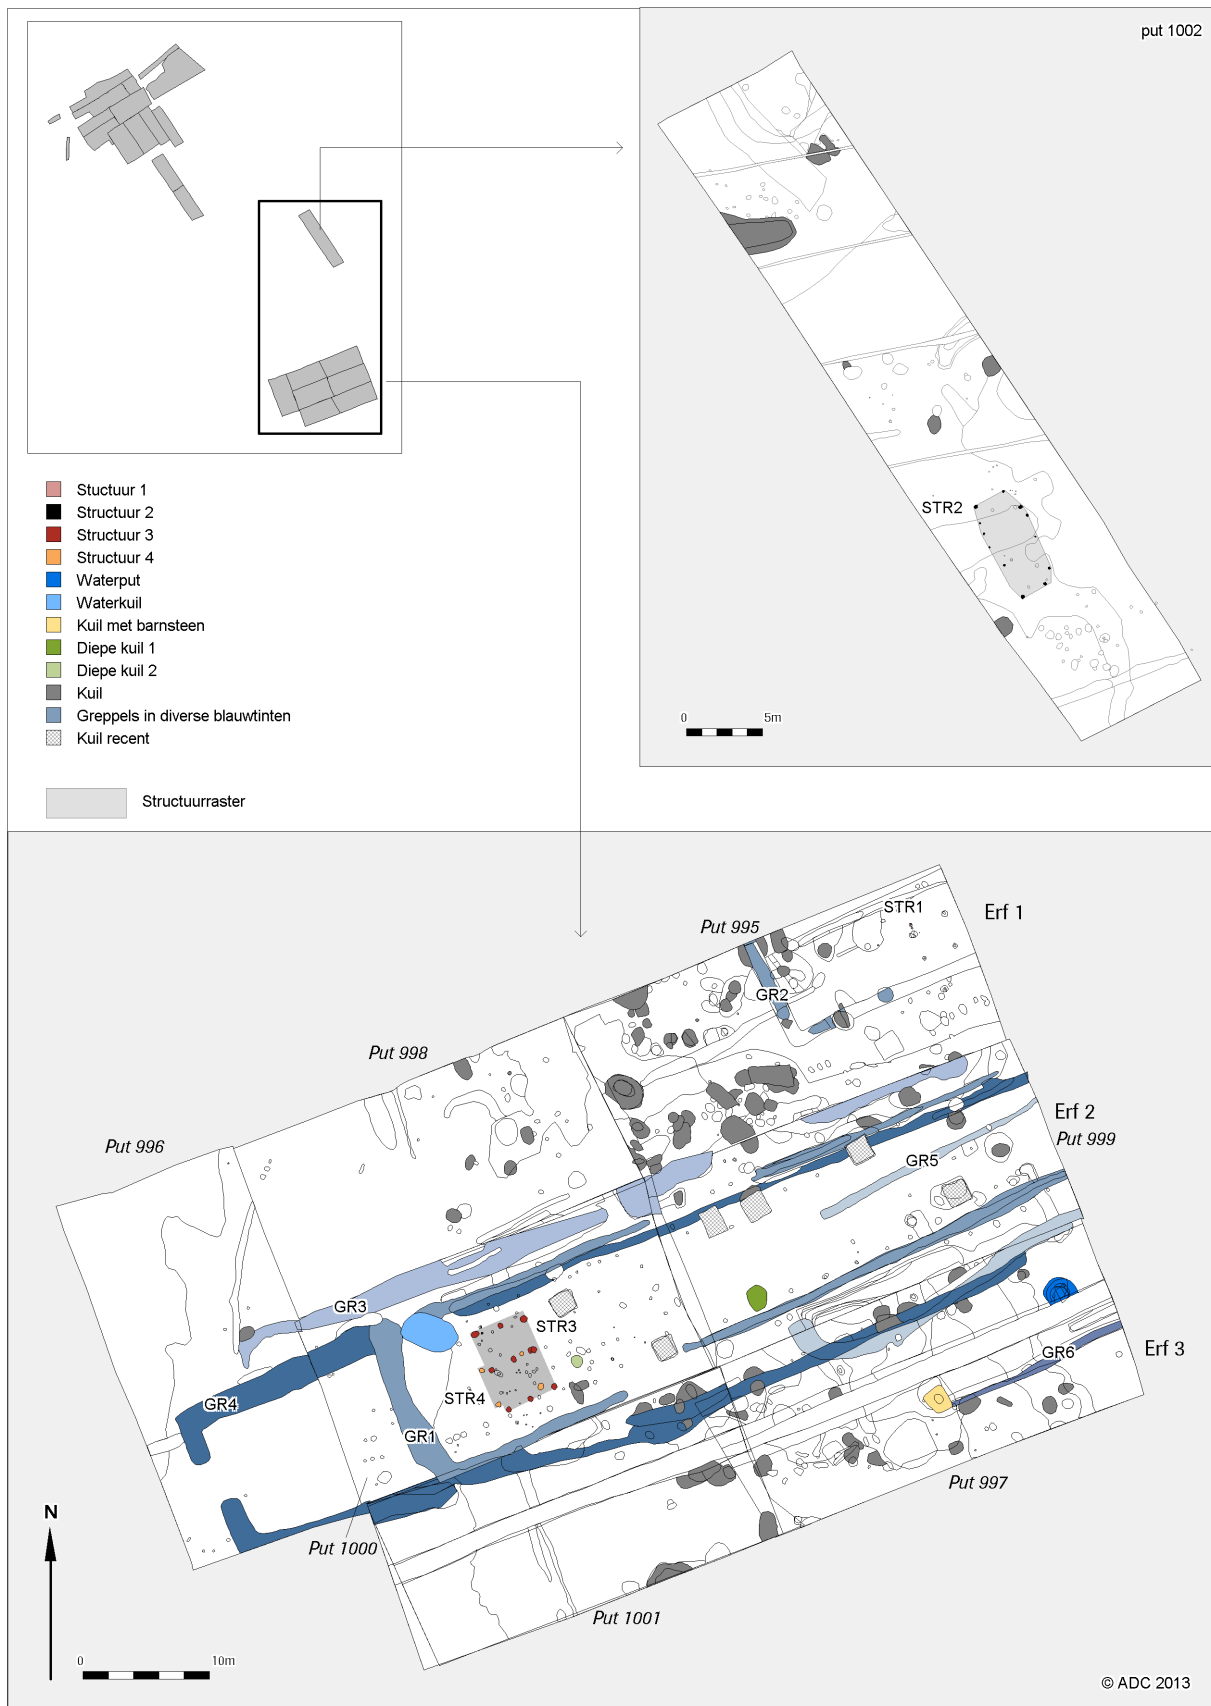 put 1002
STR2
0 5m
Stuctuur 1
Structuur 2
Structuur 3
Structuur 4
Waterput
Waterkuil
Kuil met barnsteen
Diepe kuil 1
Diepe kuil 2
Kuil
Greppels in diverse blauwtinten
Kuil recent
Structuurraster
STR1
Erf 1
Put 995
GR2
Put 998
Erf 2
Put 999
Put 996
GR5
GR3
STR3
GR6
Erf 3
STR4
GR4
GR1
Put 997
N
Put 1000
Put 1001
0 10m
© ADC 2013